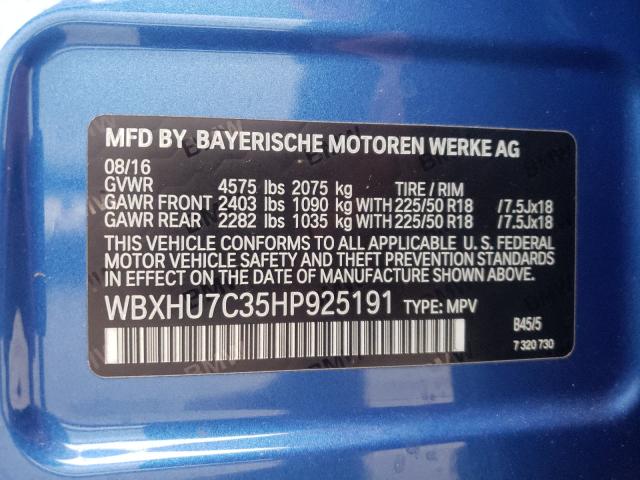 MFD BY BAYERISCHE MOTOREN WERKE AG
08/16
GVWR 4575 lbs 2075 kg TIRE / RIM
GAWR FRONT 2403 lbs 1090 kg WITH 225/50 R18 /7.5Jx18
GAWR REAR 2282 lbs 1035 kg WITH 225/50 R18 /7.5Jx18
THIS VEHICLE CONFORMS TO ALL APPLICABLE U.S. FEDERAL
MOTOR VEHICLE SAFETY AND THEFT PREVENTION STANDARDS
IN EFFECT ON THE DATE OF MANUFACTURE SHOWN ABOVE.
WBXHU7C35HP925191 TYPE: MPV
B45/5
7 320 730